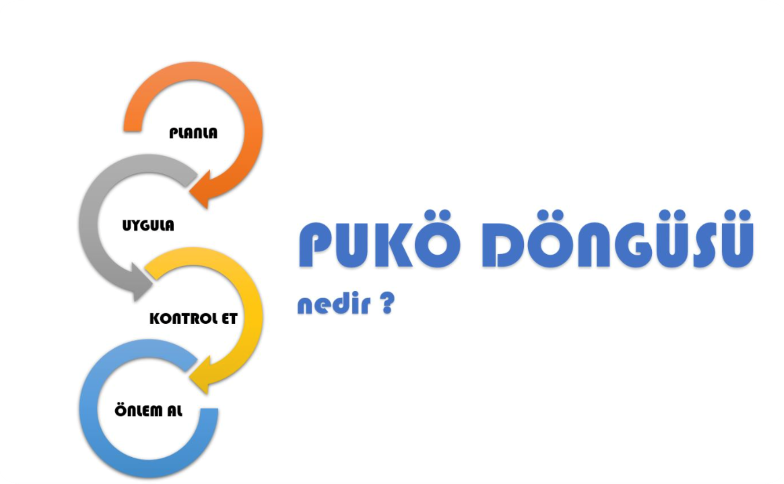 PLANLA
UYGULA
KONTROL ET
ÖNLEM AL
PUKÖ DÖNGÜSÜ
nedir ?